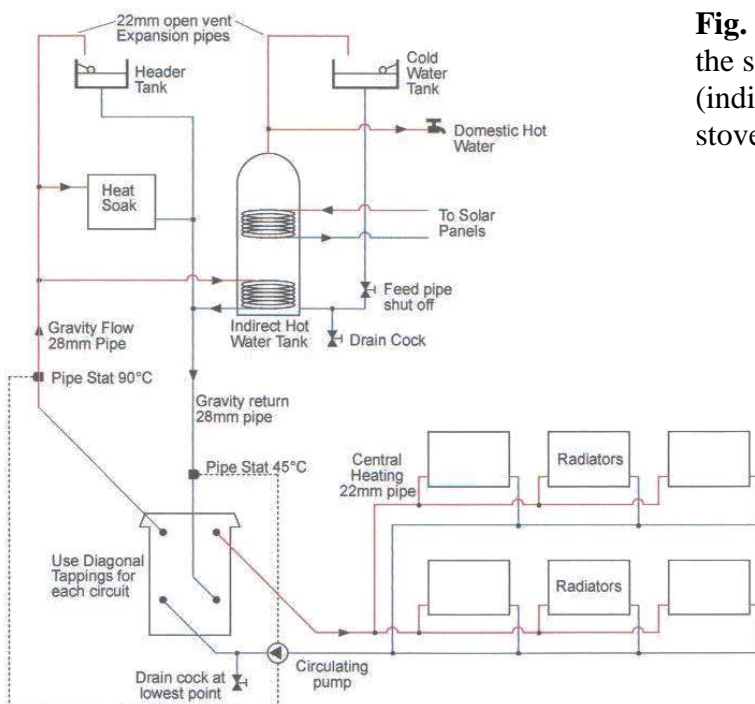 22mm open vent
Expansion pipes
Header
Tank
Cold
Water
Tank
Domestic Hot
Water
Heat
Soak
To Solar
Panels
Feed pipe
shut off
Indirect Hot
Water Tank
Drain Cock
Gravity Flow
28mm Pipe
Pipe Stat 90°C
Gravity return
28mm pipe
Pipe Stat 45°C
Central
Heating
22mm pipe
Radiators
Use Diagonal
Tappings for
each circuit
Radiators
Circulating
pump
Drain cock at
lowest point
Fig.
the s
(indi
stove